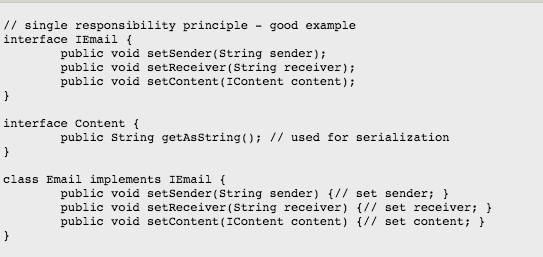 // single responsibility principle - good example
interface IEmail {
public void setSender(String sender);
public void setReceiver(String receiver);
public void setContent(IContent content);
}
interface Content {
public String getAsString(); // used for serialization
}
class Email implements IEmail {
public void setSender(String sender) {// set sender; }
public void setReceiver(String receiver) {// set receiver; }
public void setContent(IContent content) {// set content; }
}